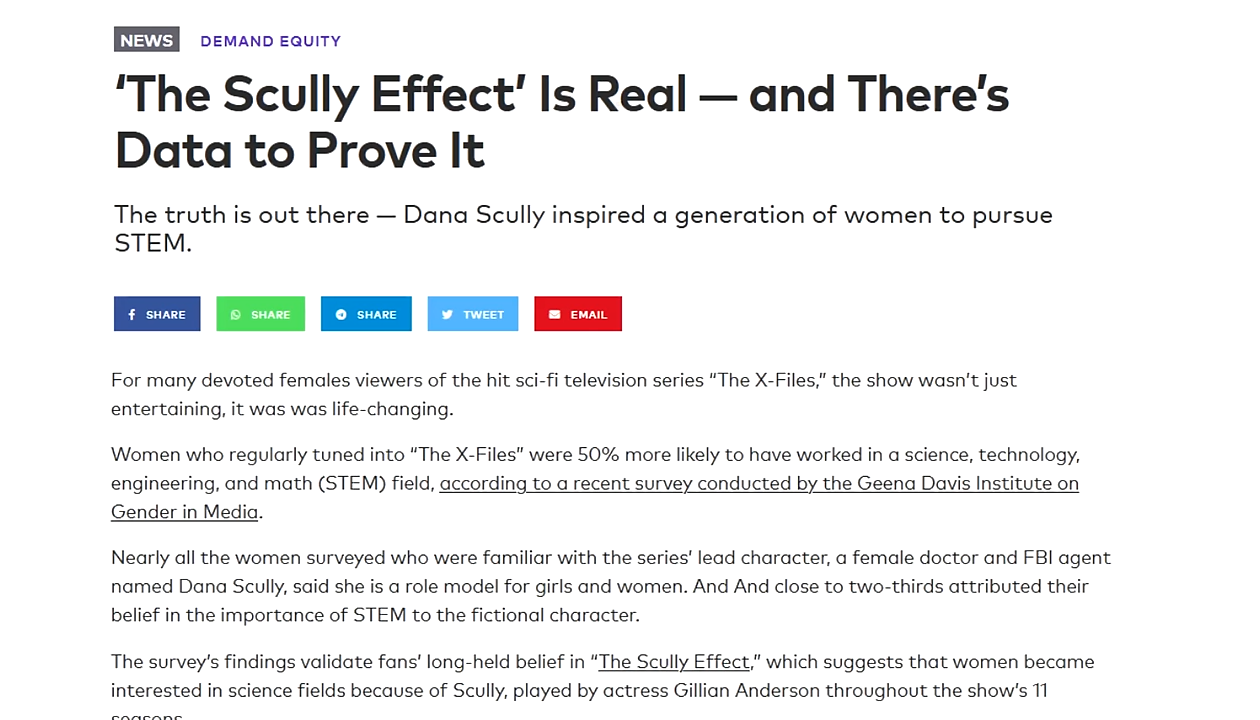 NEWS DEMAND EQUITY
‘The Scully Effect’ Is Real — and There’s
Data to Prove It
The truth is out there — Dana Scully inspired a generation of women to pursue
STEM.
SHARE SHARE SHARE TWEET EMAIL
For many devoted females viewers of the hit sci-fi television series “The X-Files,” the show wasn’t just
entertaining, it was was life-changing.
Women who regularly tuned into “The X-Files” were 50% more likely to have worked in a science, technology,
engineering, and math (STEM) field, according to a recent survey conducted by the Geena Davis Institute on
Gender in Media.
Nearly all the women surveyed who were familiar with the series’ lead character, a female doctor and FBI agent
named Dana Scully, said she is a role model for girls and women. And And close to two-thirds attributed their
belief in the importance of STEM to the fictional character.
The survey’s findings validate fans’ long-held belief in “The Scully Effect,” which suggests that women became
interested in science fields because of Scully, played by actress Gillian Anderson throughout the show’s 11
seasons.